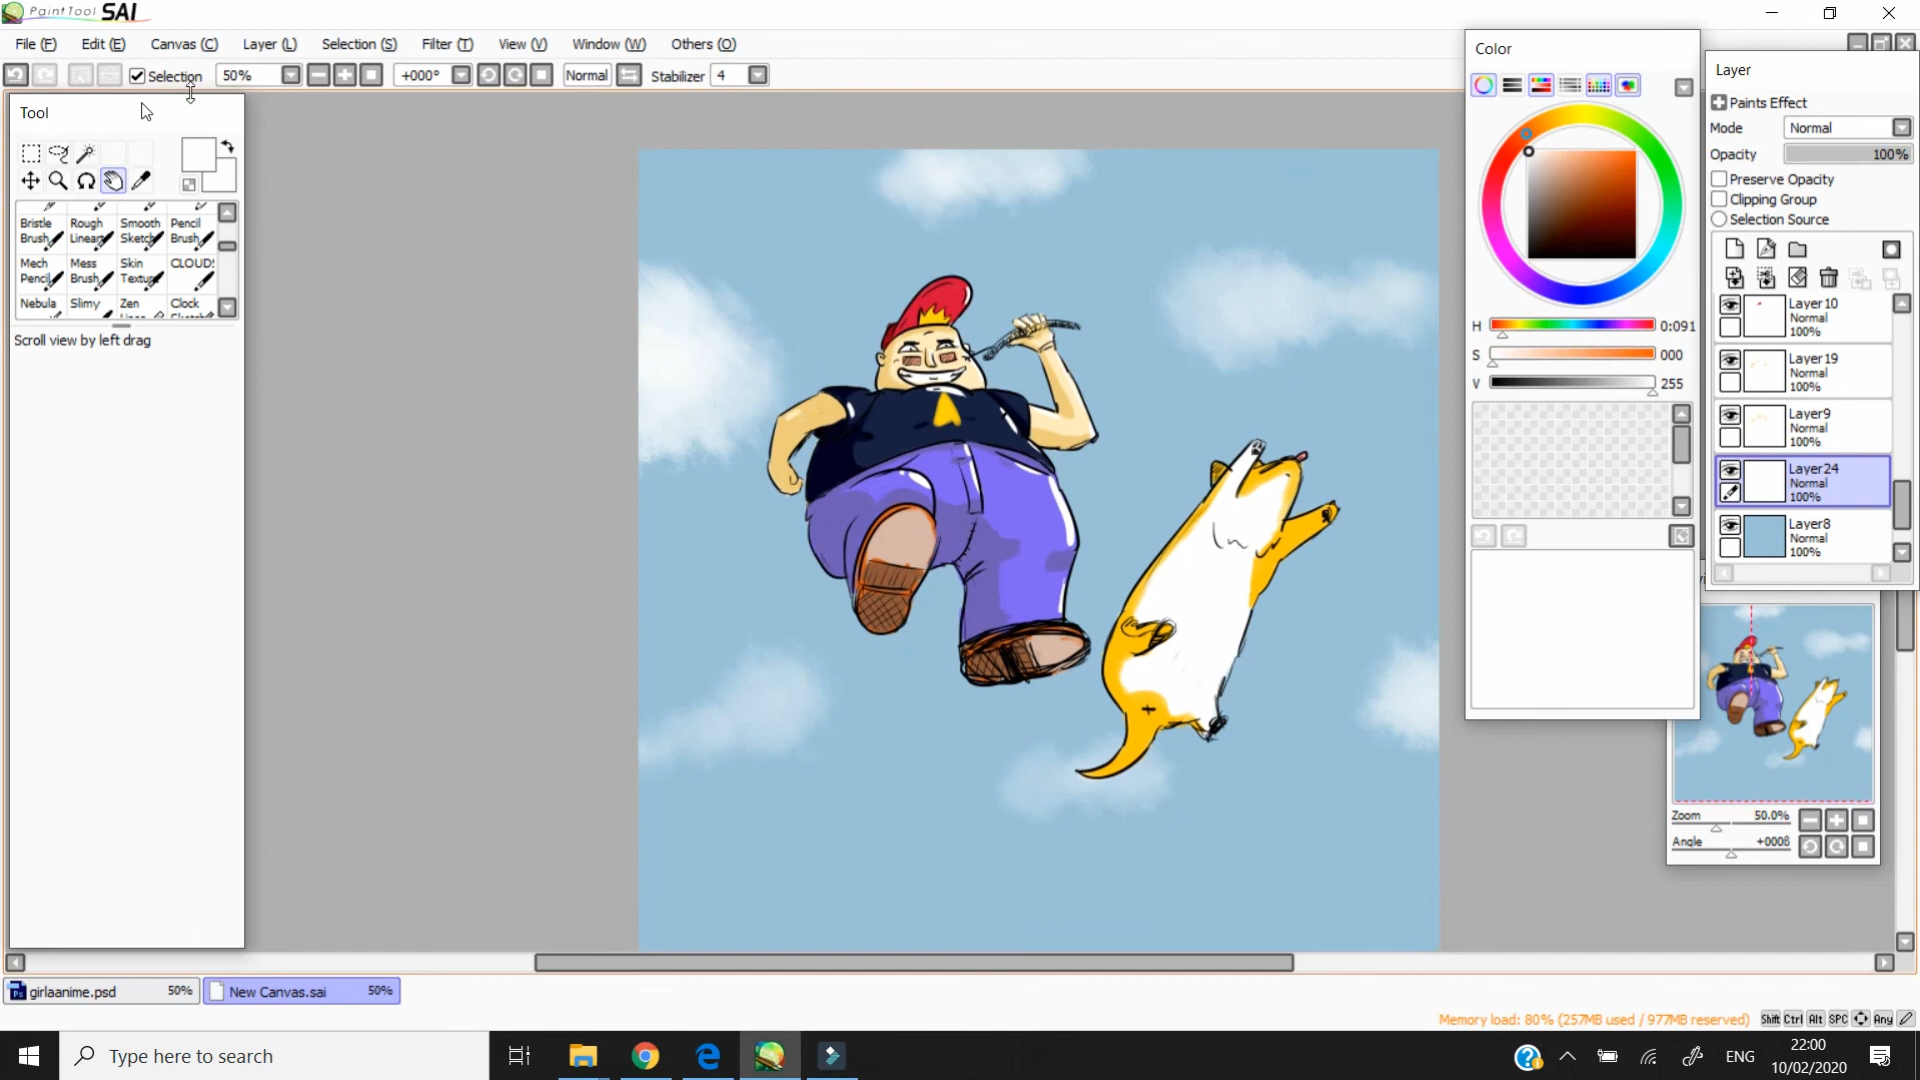 PaintTool SAI
File (F) Edit (E) Canvas (C) Layer (L) Selection (S) Filter (T) View (V) Window (W) Others (O)
Selection 50% +000° Normal Stabilizer 4
Tool
Bristle Brush
Rough Linear
Smooth Sketch
Pencil Brush
Mech Pencil
Mess Brush
Skin Texture
CLOUD
Nebula
Slimy
Zen
Clock
Scroll view by left drag
Color
H 0:091
S 000
V 255
Layer
Paints Effect
Mode Normal
Opacity 100%
Preserve Opacity
Clipping Group
Selection Source
Layer10
Normal
100%
Layer19
Normal
100%
Layer9
Normal
100%
Layer24
Normal
100%
Layer8
Normal
100%
Zoom 50.0%
Angle +000
girlaanime.psd 50% New Canvas.sai 50%
Memory load: 80% (257MB used / 977MB reserved) Shift Ctrl Alt SPC Any
Type here to search
ENG
22:00
10/02/2020